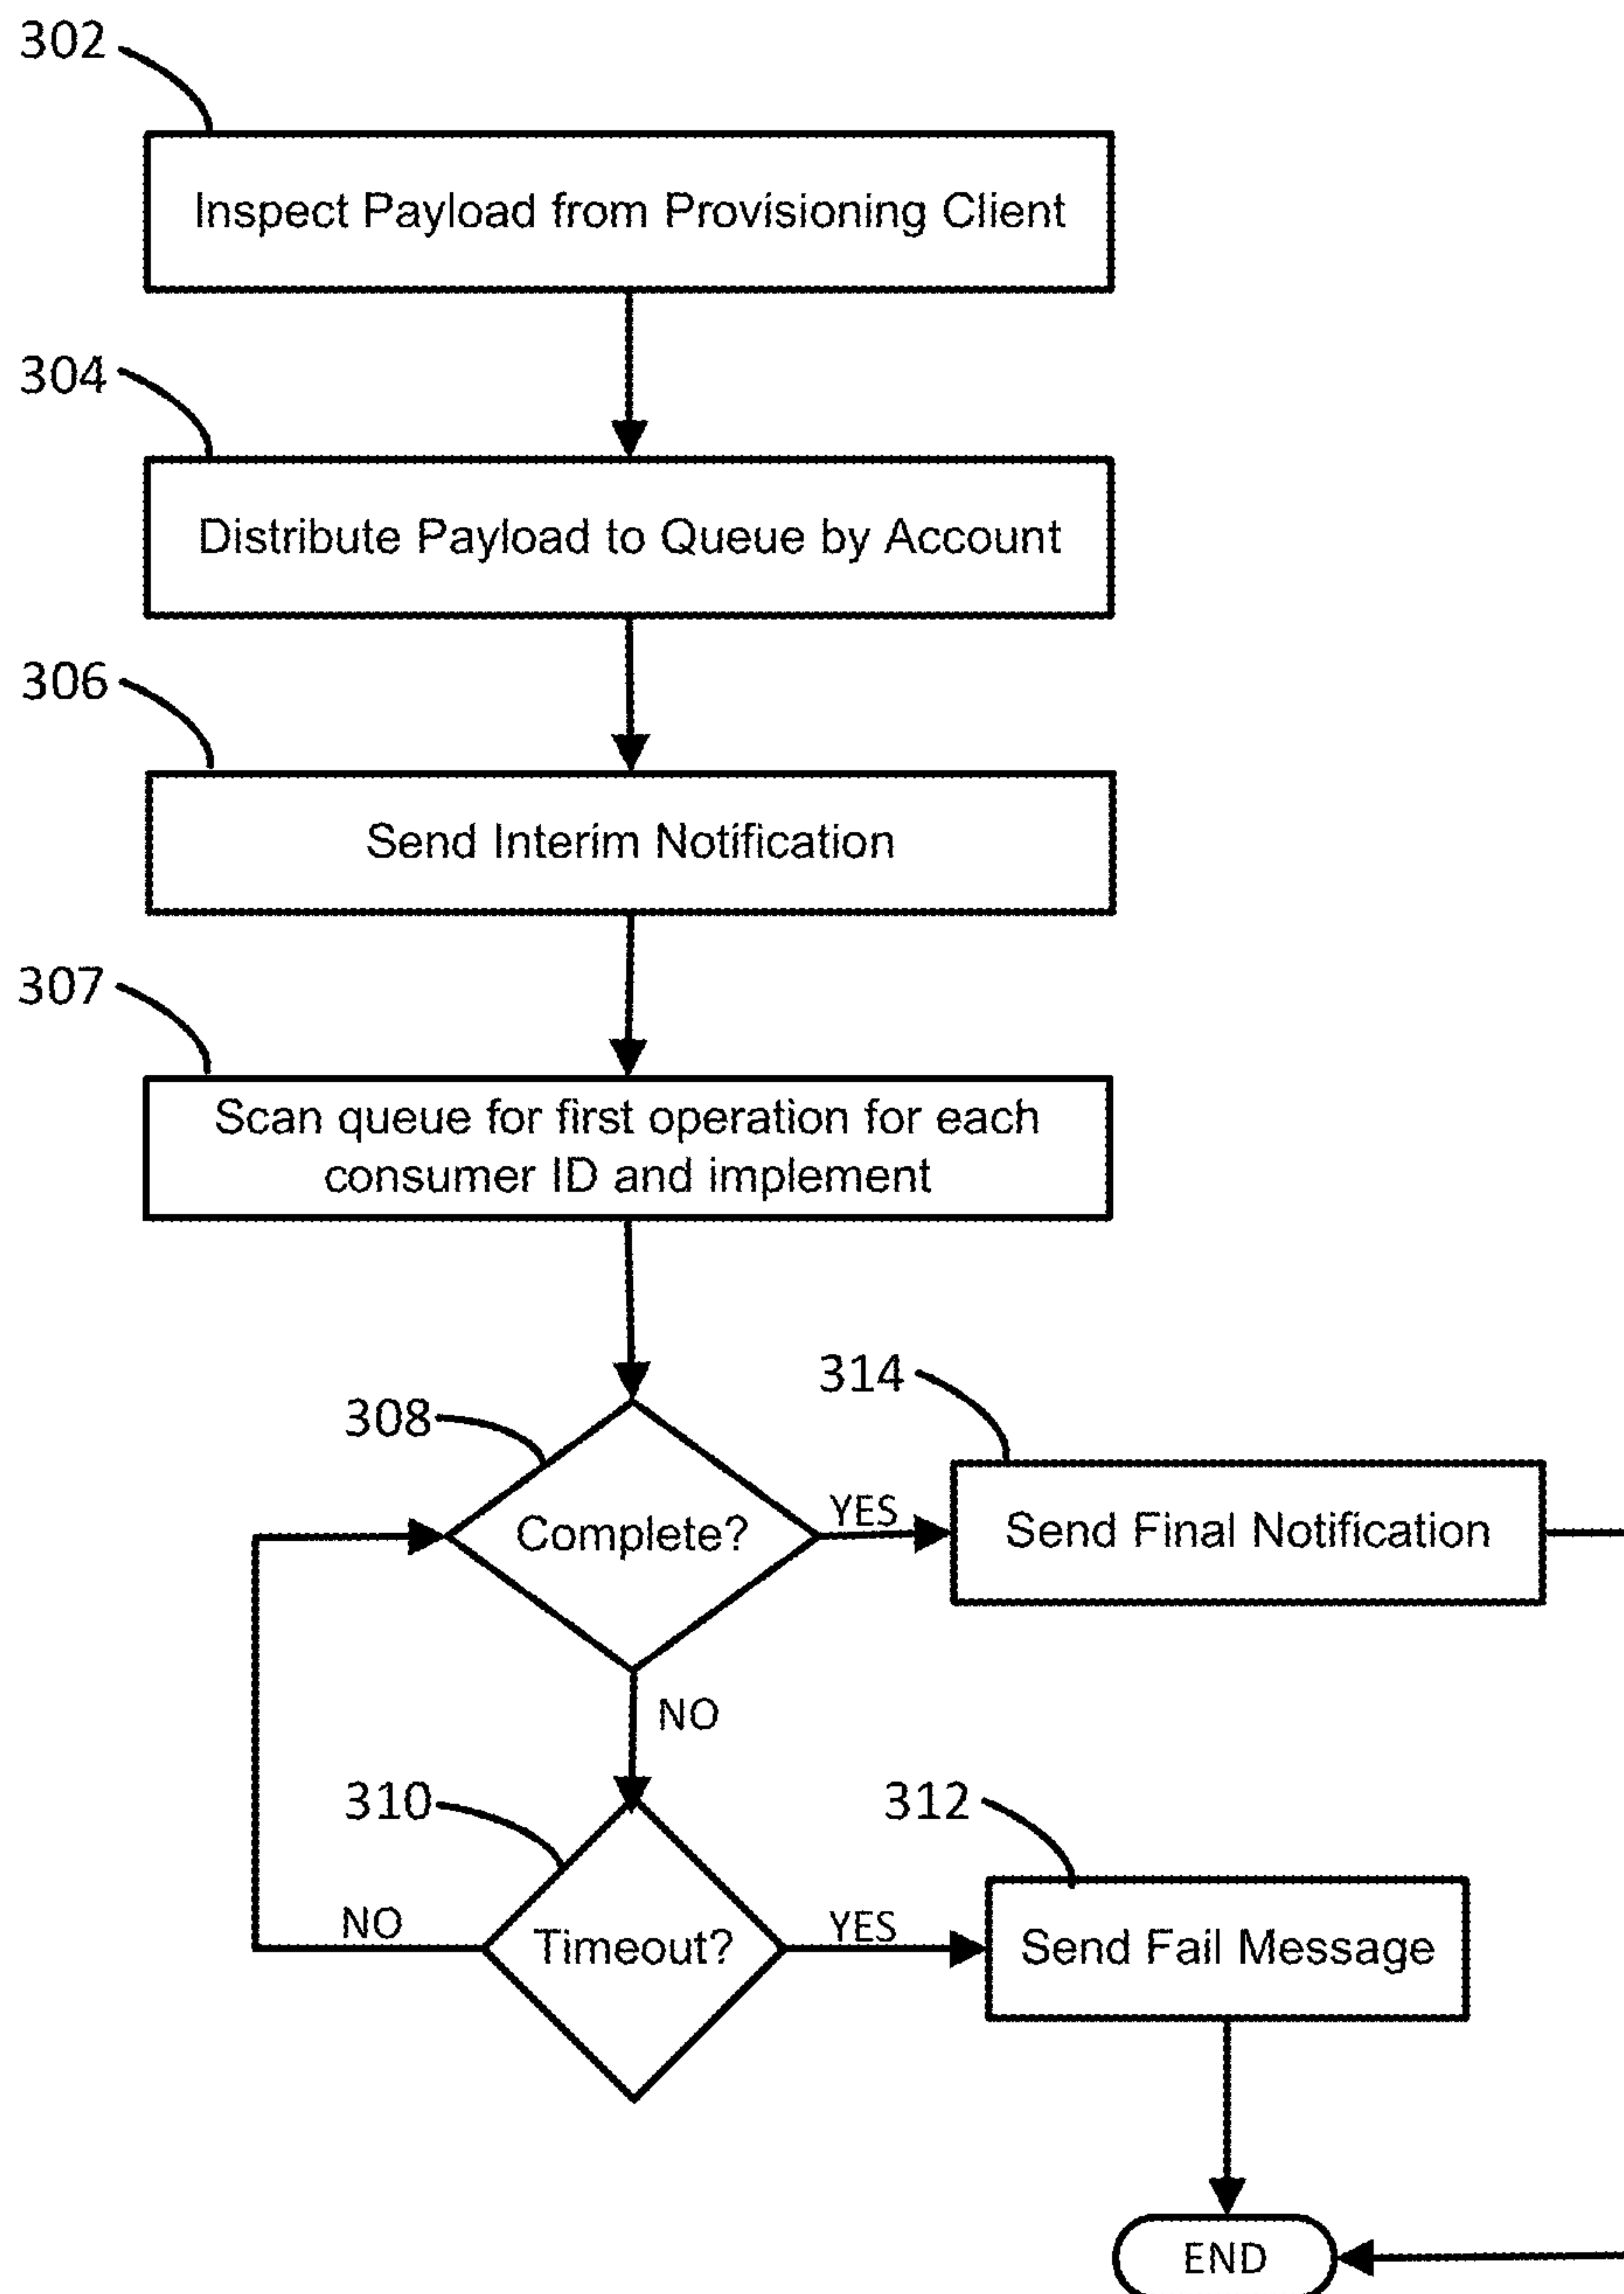 302
Inspect Payload from Provisioning Client
304
Distribute Payload to Queue by Account
306
Send Interim Notification
307
Scan queue for first operation for each
consumer ID and implement
314
308
Complete?
YES
Send Final Notification
NO
310
312
NO
Timeout?
YES
Send Fail Message
END